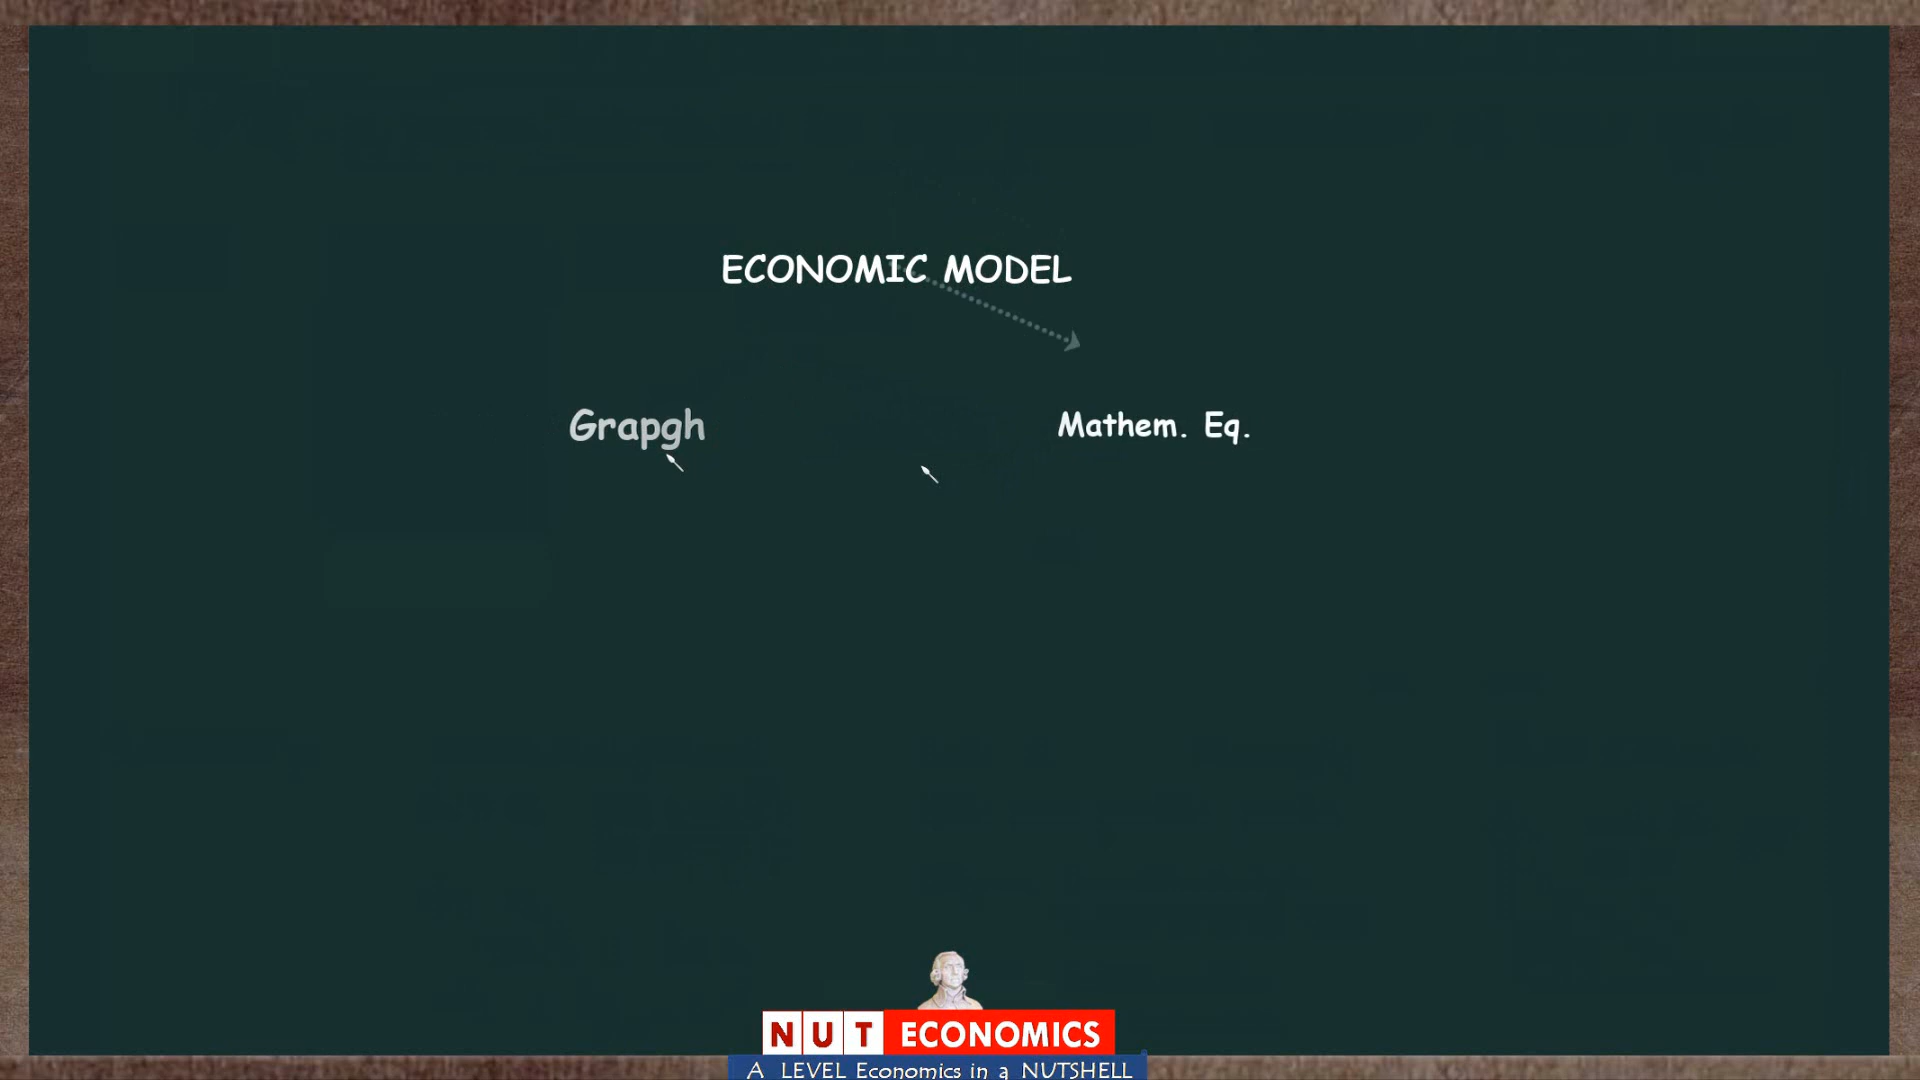 ECONOMIC MODEL
Grapgh
Mathem. Eq.
NUT ECONOMICS
A LEVEL Economics in a NUTSHELL